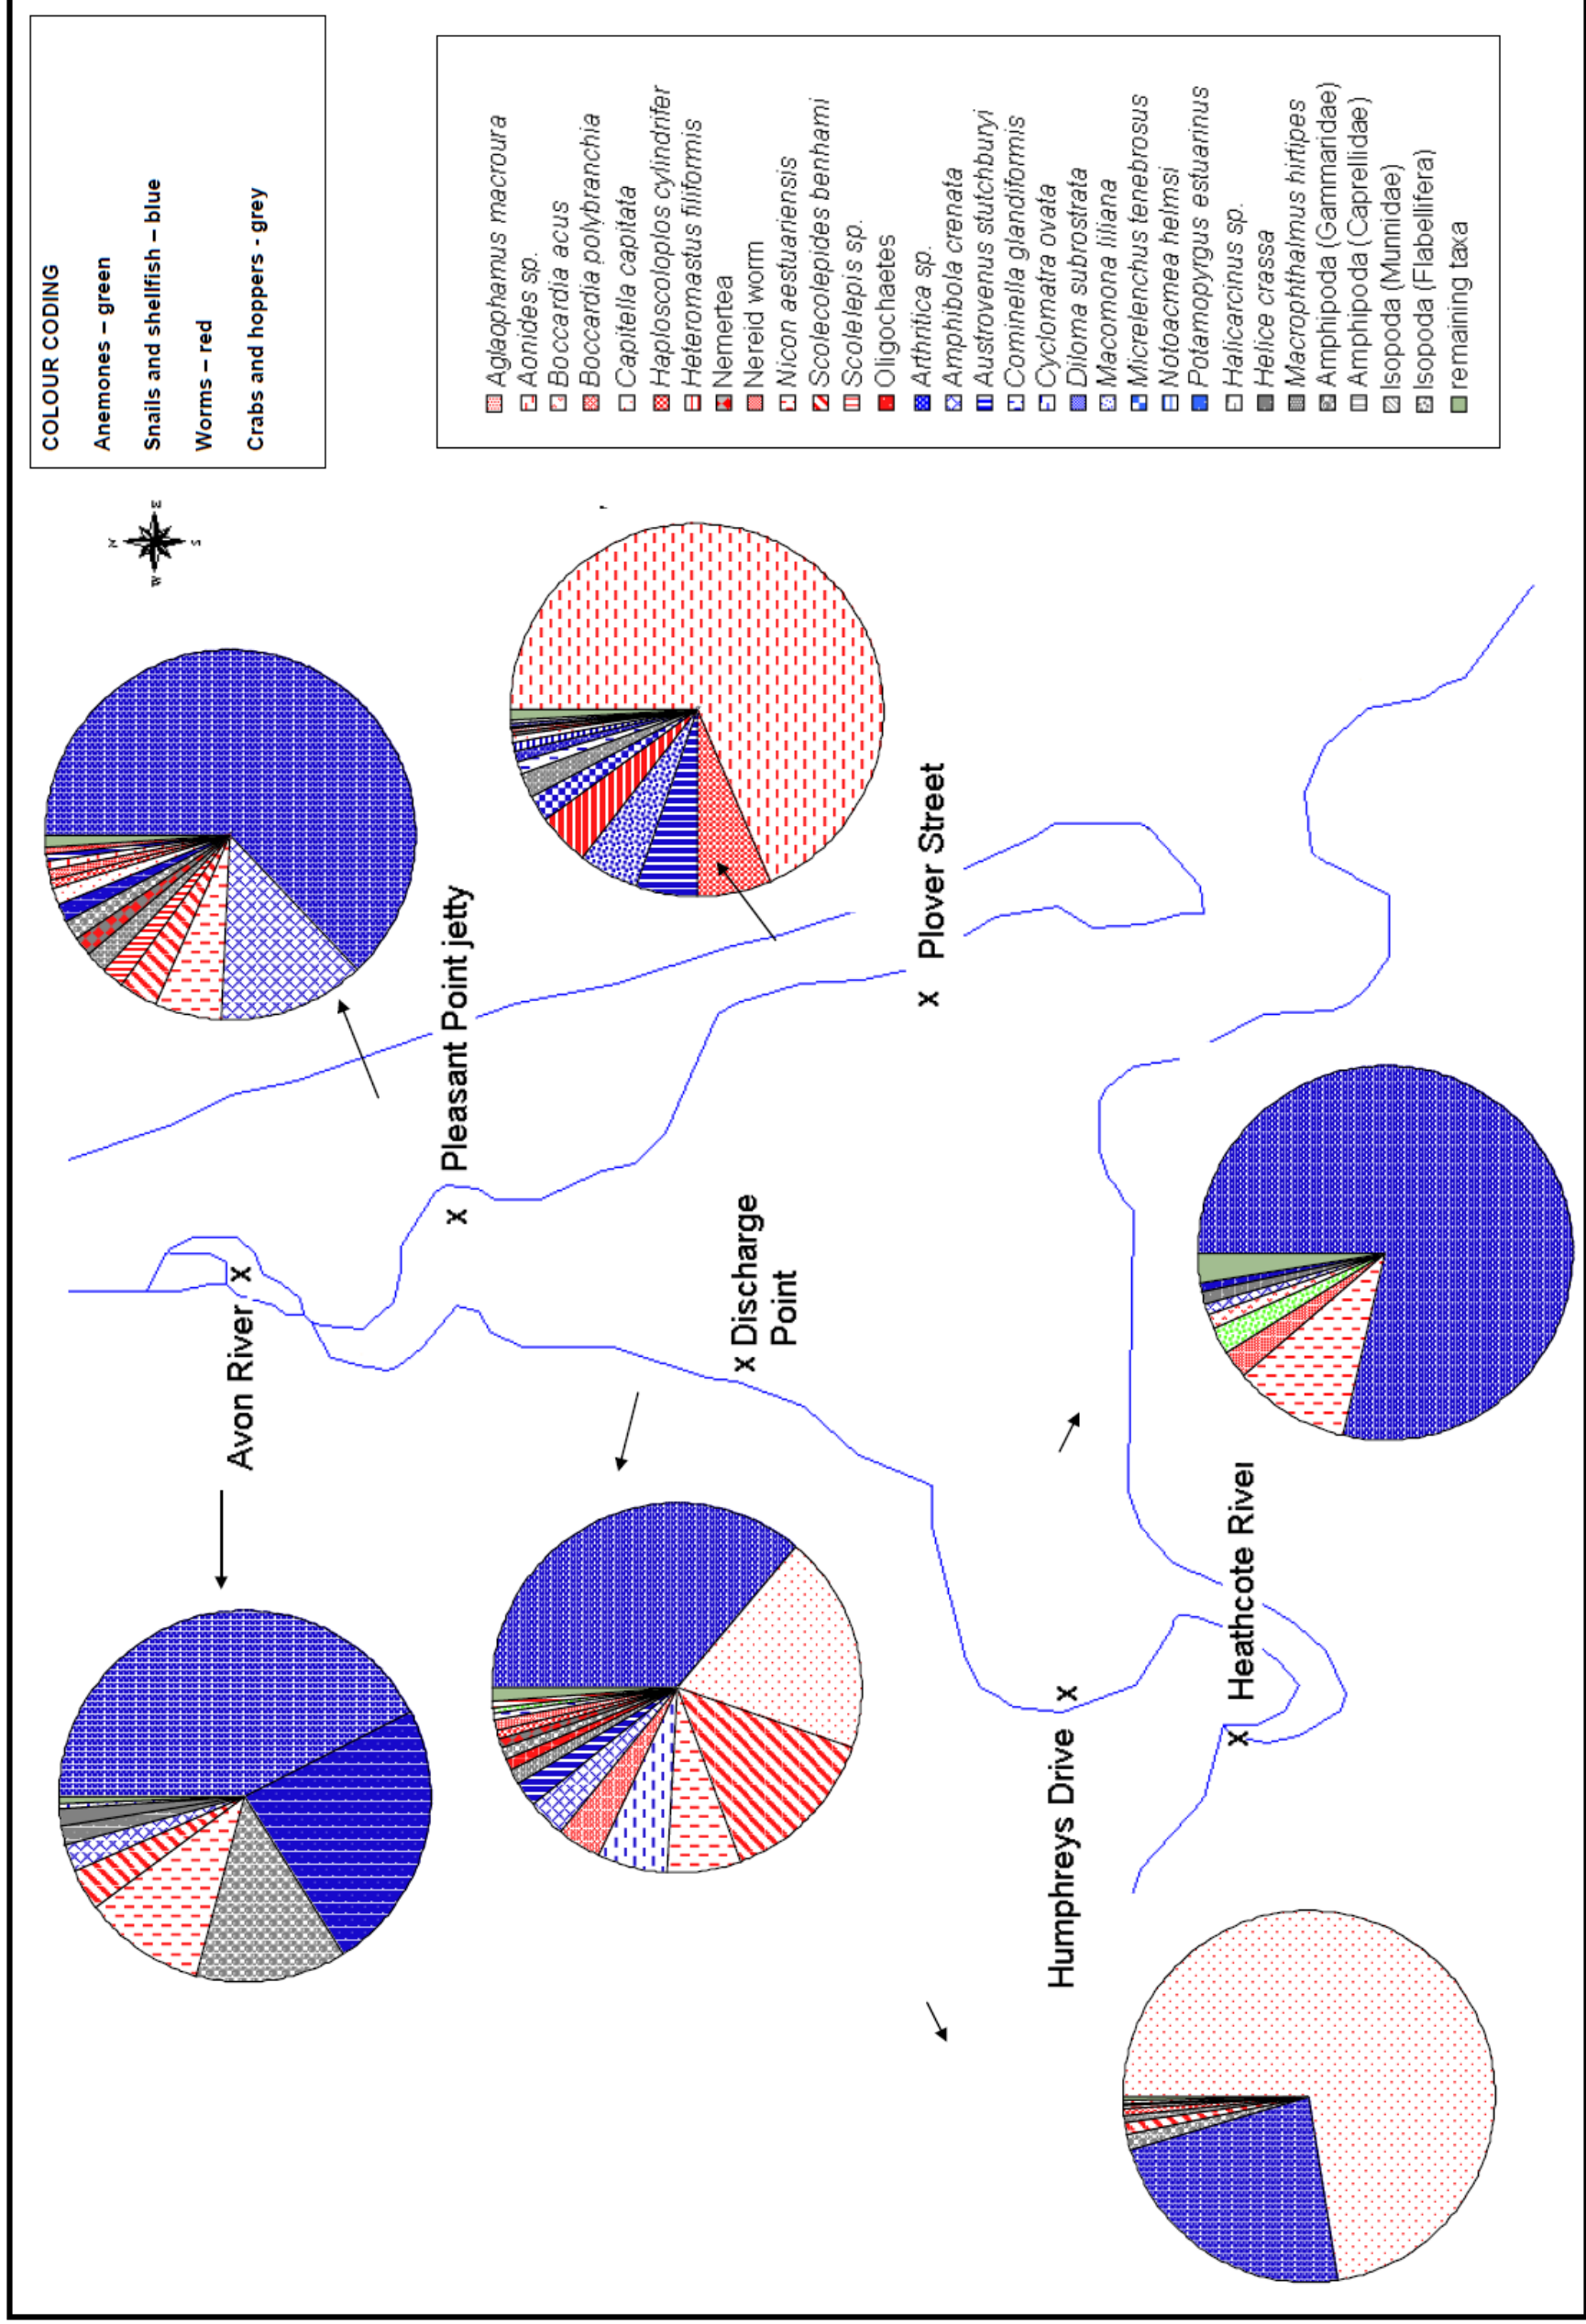 COLOUR CODING
Anemones – green
Snails and shellfish – blue
Worms – red
Crabs and hoppers - grey
N
W
E
S
Aglaophamus macroura
Aonides sp.
Boccardia acus
Boccardia polybranchia
Capitella capitata
Haploscoloplos cylindrifer
Heteromastus filiformis
Nemertea
Nereid worm
Nicon aestuariensis
Scolecolepides benhami
Scolelepis sp.
Oligochaetes
Arthritica sp.
Amphibola crenata
Austrovenus stutchburyi
Cominella glandiformis
Cyclomatra ovata
Diloma subrostrata
Macomona liliana
Micrelenchus tenebrosus
Notoacmea helmsi
Potamopyrgus estuarinus
Halicarcinus sp.
Helice crassa
Macrophthalmus hirtipes
Amphipoda (Gammaridae)
Amphipoda (Caprellidae)
Isopoda (Munnidae)
Isopoda (Flabellifera)
remaining taxa
Avon River X
X Pleasant Point jetty
X Discharge
Point
X Plover Street
Humphreys Drive X
X Heathcote River